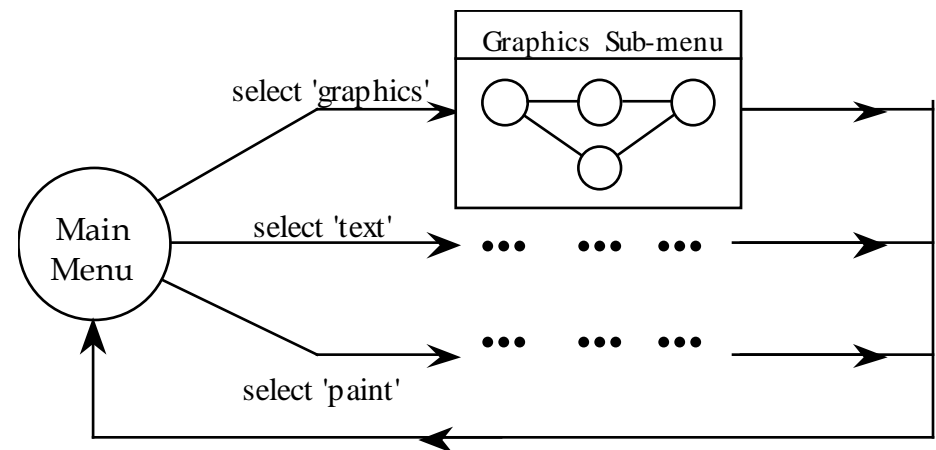 Graphics Sub-menu
select 'graphics'
Main
Menu
select 'text'
select 'paint'